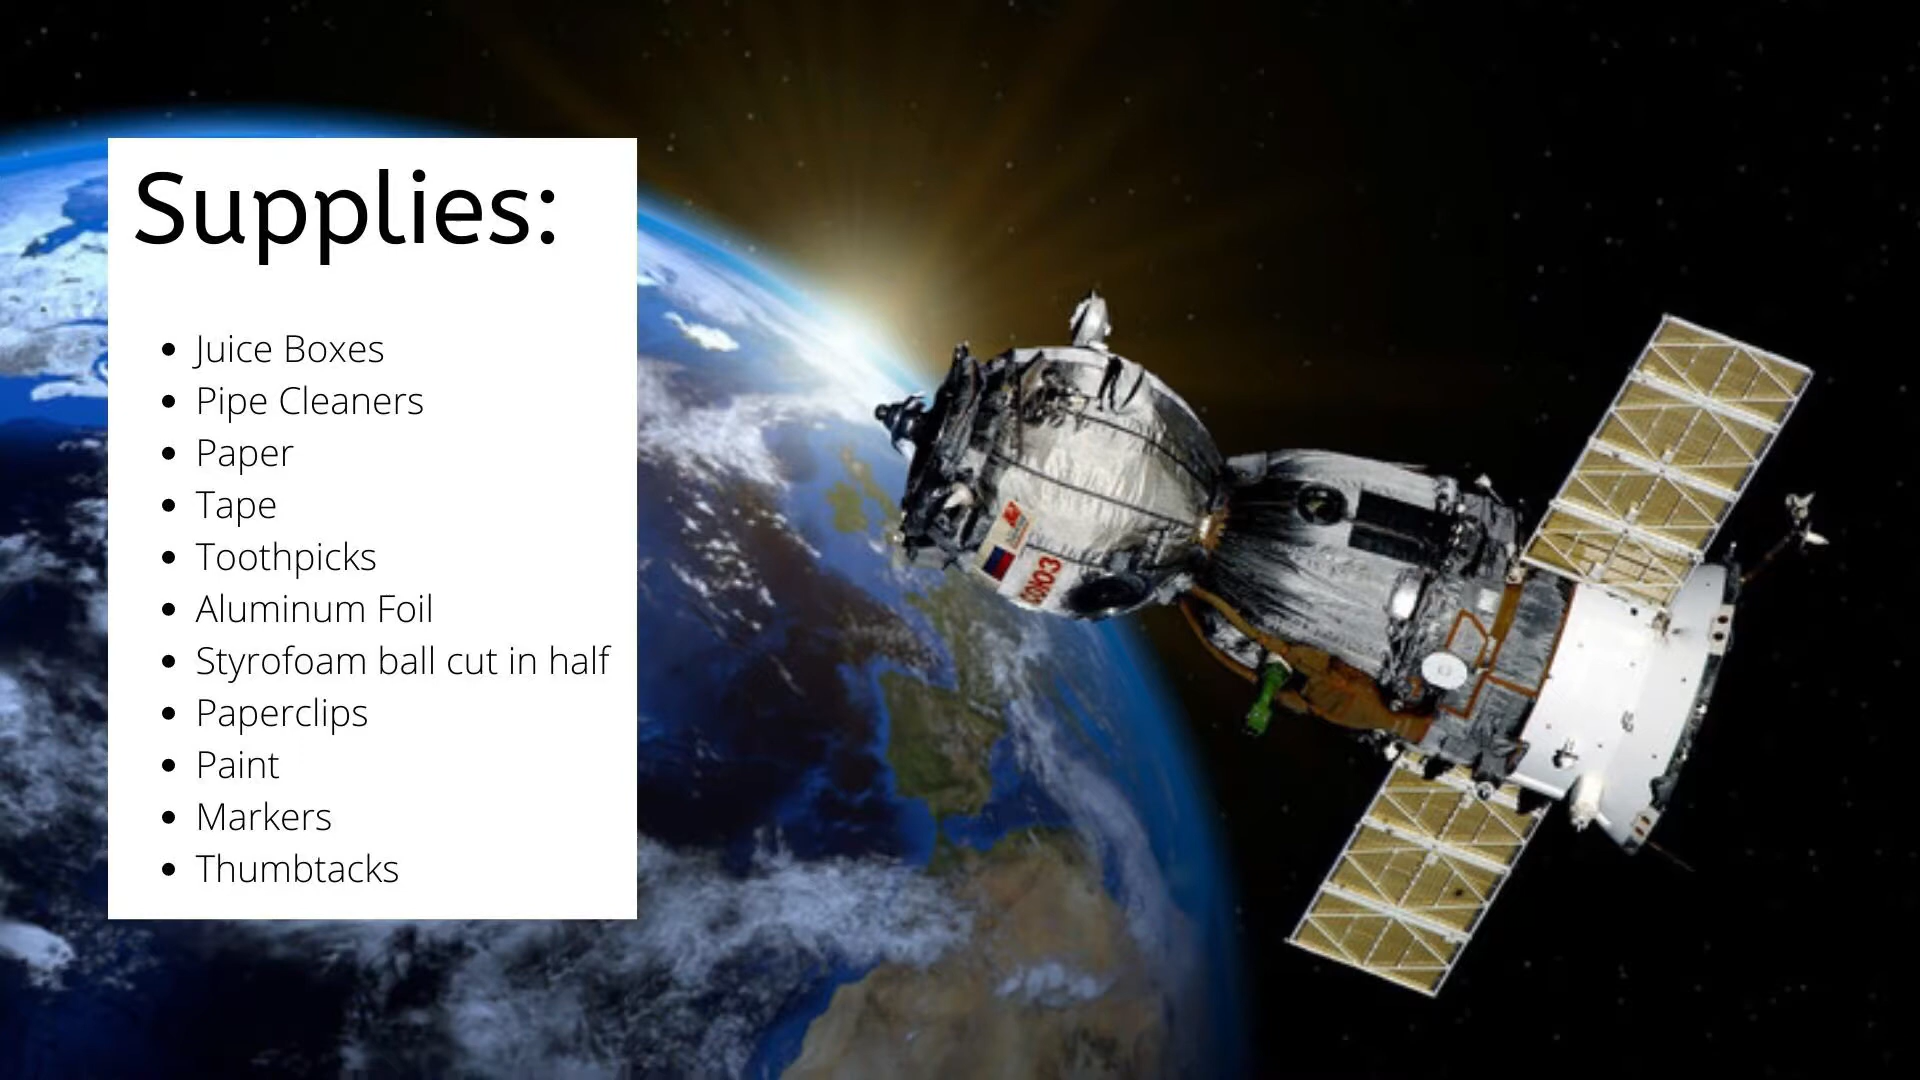 Supplies:
Juice Boxes
Pipe Cleaners
Paper
Tape
Toothpicks
Aluminum Foil
Styrofoam ball cut in half
Paperclips
Paint
Markers
Thumbtacks
СОЮЗ